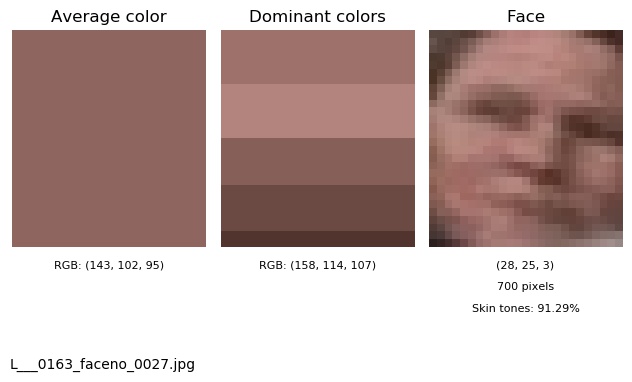 Average color
Dominant colors
Face
RGB: (143, 102, 95)
RGB: (158, 114, 107)
(28, 25, 3)
700 pixels
Skin tones: 91.29%
L___0163_faceno_0027.jpg